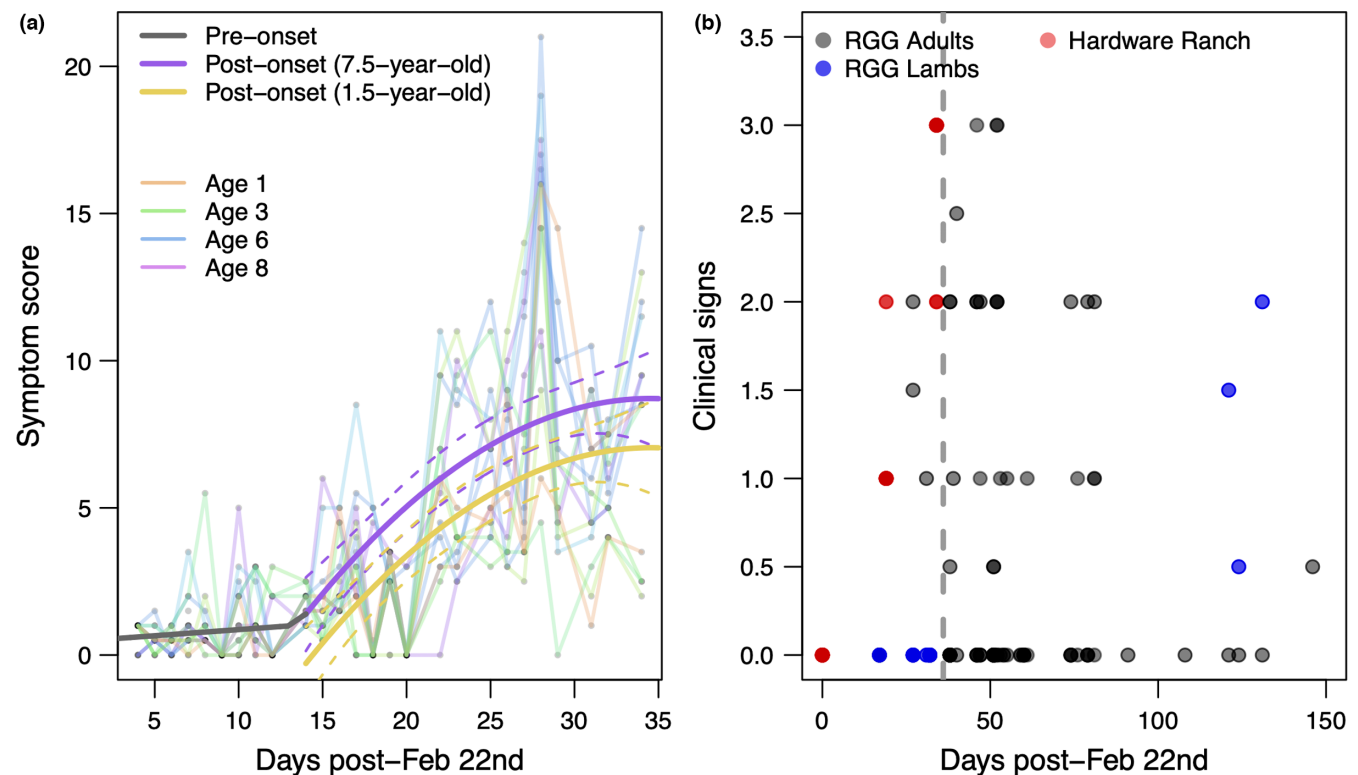 (a)
Pre−onset
Post−onset (7.5−year−old)
Post−onset (1.5−year−old)
Age 1
Age 3
Age 6
Age 8
Symptom score
20
15
10
5
0
5 10 15 20 25 30 35
Days post−Feb 22nd
(b)
RGG Adults
RGG Lambs
Hardware Ranch
Clinical signs
3.5
3.0
2.5
2.0
1.5
1.0
0.5
0.0
0 50 100 150
Days post−Feb 22nd